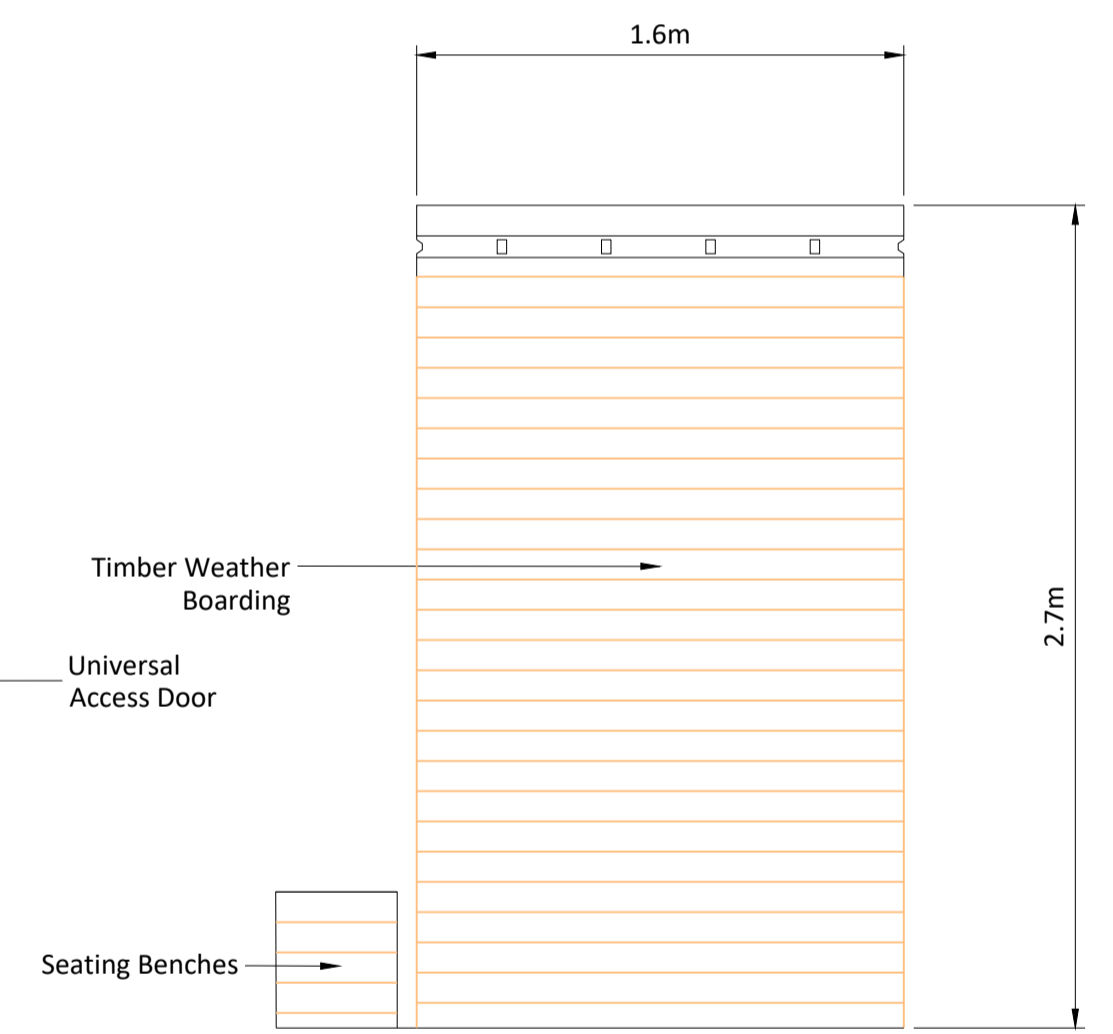 1.6m
Timber Weather
Boarding
2.7m
Universal
Access Door
Seating Benches